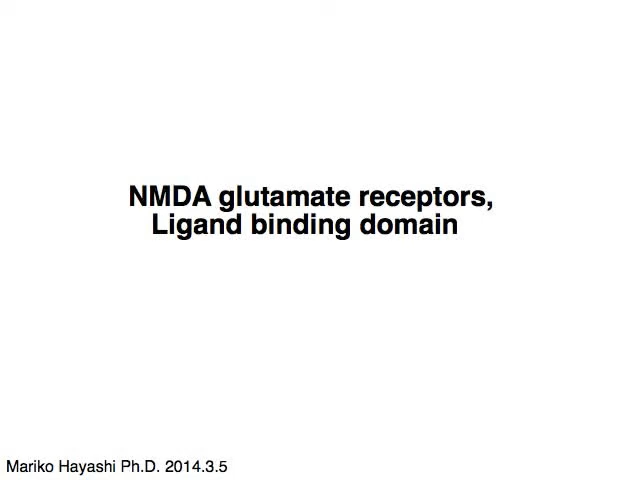 NMDA glutamate receptors,
Ligand binding domain
Mariko Hayashi Ph.D. 2014.3.5